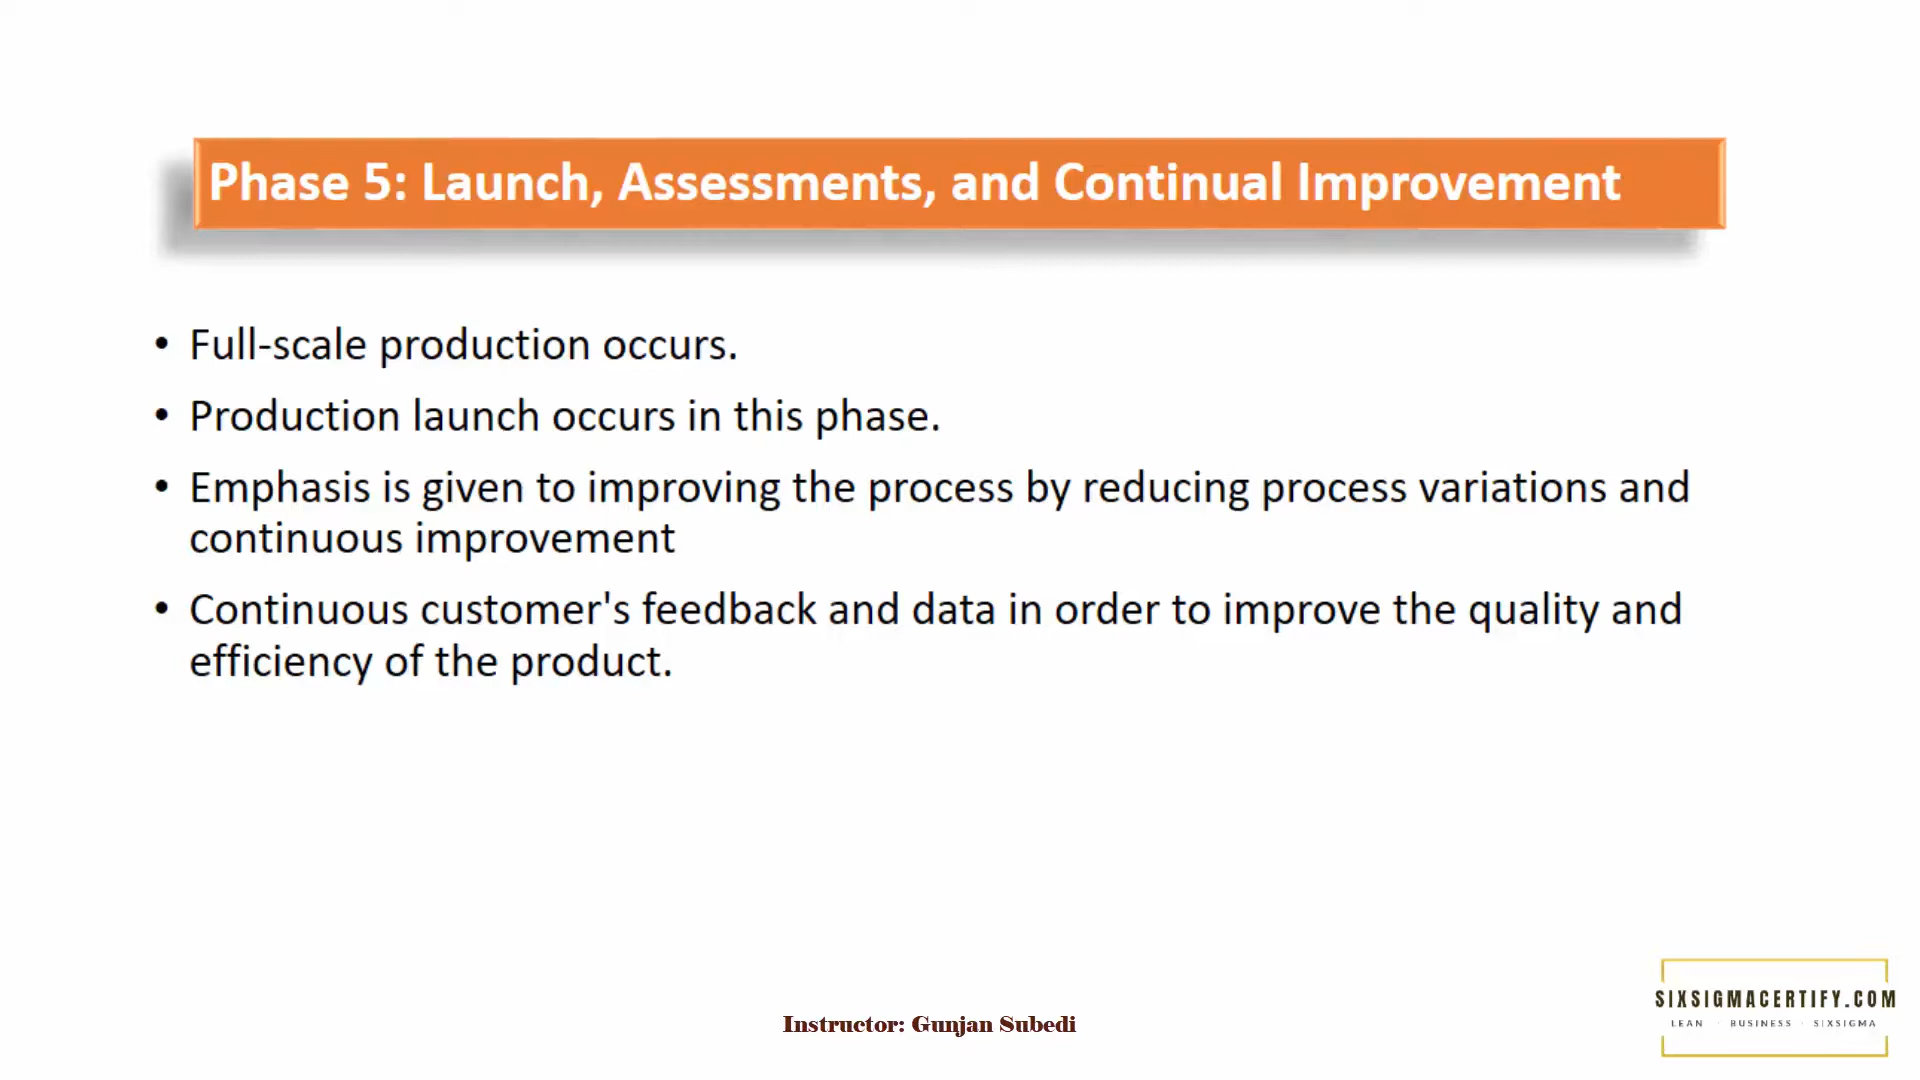 Phase 5: Launch, Assessments, and Continual Improvement
• Full-scale production occurs.
• Production launch occurs in this phase.
• Emphasis is given to improving the process by reducing process variations and
continuous improvement
• Continuous customer's feedback and data in order to improve the quality and
efficiency of the product.
Instructor: Gunjan Subedi
SIXSIGMACERTIFY.COM
LEAN · BUSINESS · SIXSIGMA